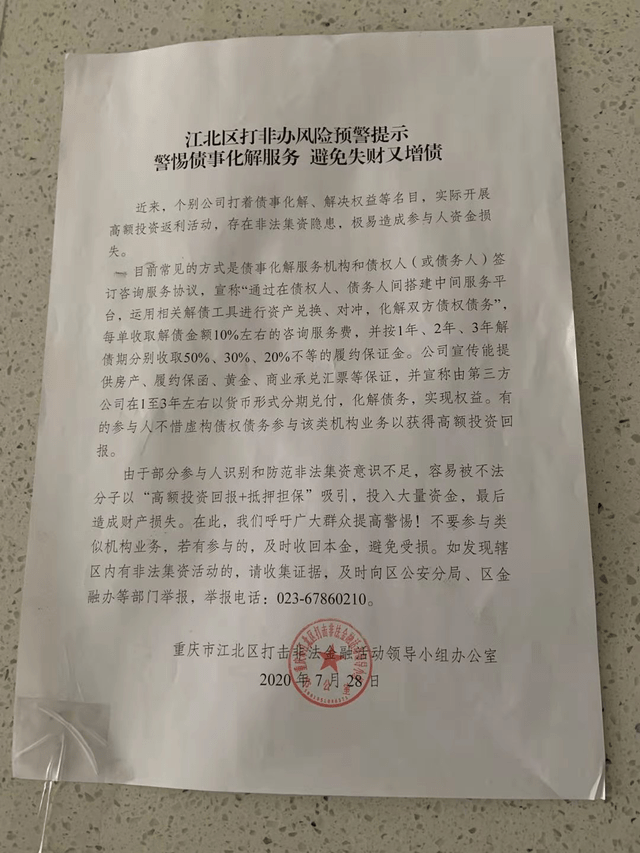 江北区打非办风险预警提示
警惕债事化解服务 避免失财又增债
近来，个别公司打着债事化解、解决权益等名目，实际开展
高额投资返利活动，存在非法集资隐患，极易造成参与人资金损
失。
目前常见的方式是债事化解服务机构和债权人（或债务人）签
订咨询服务协议，宣称“通过在债权人、债务人间搭建中间服务平
台，运用相关解债工具进行资产兑换、对冲，化解双方债权债务”，
每单收取解债金额10%左右的咨询服务费，并按1年、2年、3年解
债期分别收取50%、30%、20%不等的履约保证金。公司宣传能提
供房产、履约保函、黄金、商业承兑汇票等保证，并宣称由第三方
公司在1至3年左右以货币形式分期兑付，化解债务，实现权益。有
的参与人不惜虚构债权债务参与该类机构业务以获得高额投资回
报。
由于部分参与人识别和防范非法集资意识不足，容易被不法
分子以“高额投资回报+抵押担保”吸引，投入大量资金，最后
造成财产损失。在此，我们呼吁广大群众提高警惕！不要参与类
似机构业务，若有参与的，及时收回本金，避免受损。如发现辖
区内有非法集资活动的，请收集证据，及时向区公安分局、区金
融办等部门举报，举报电话：023-67860210。
重庆市江北区打击非法金融活动领导小组办公室
2020年7月28日